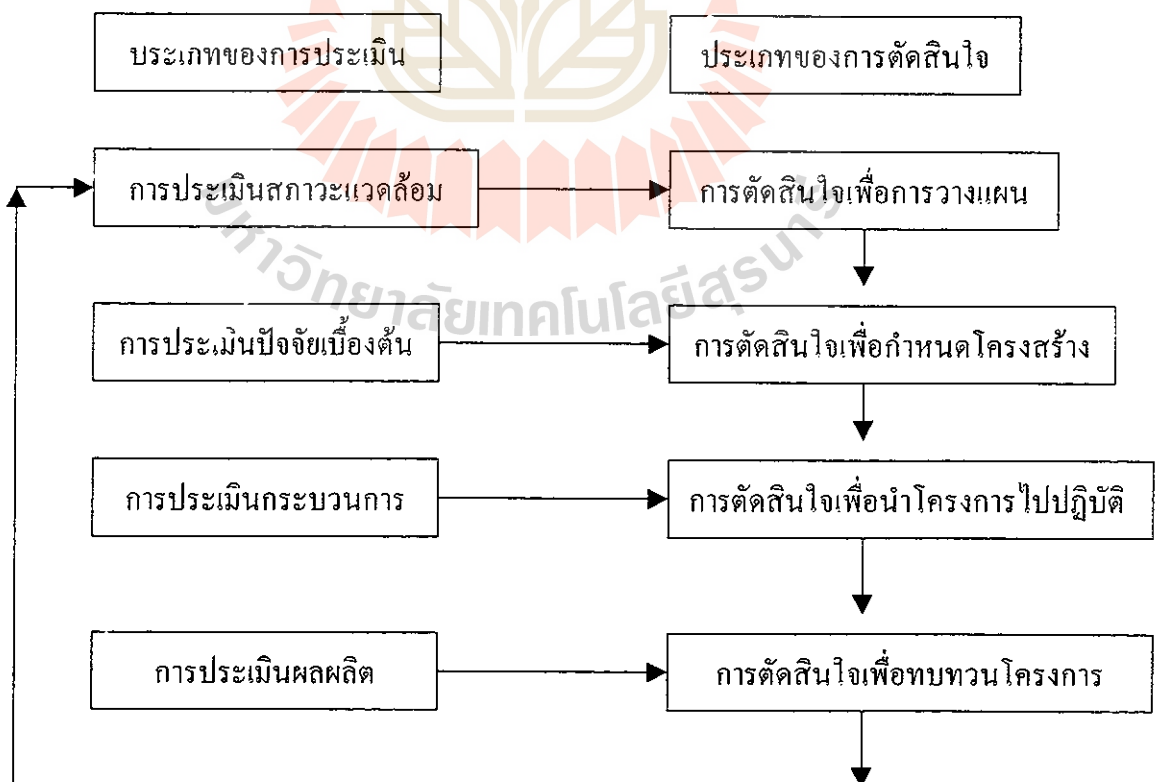 ประเภทของการประเมิน
ประเภทของการตัดสินใจ
การประเมินสภาวะแวดล้อม
การตัดสินใจเพื่อการวางแผน
มหาวิทยาลัยเทคโนโลยีสุรนารี
การประเมินปัจจัยเบื้องต้น
การตัดสินใจเพื่อกำหนดโครงสร้าง
การประเมินกระบวนการ
การตัดสินใจเพื่อนำโครงการไปปฏิบัติ
การประเมินผลผลิต
การตัดสินใจเพื่อทบทวนโครงการ